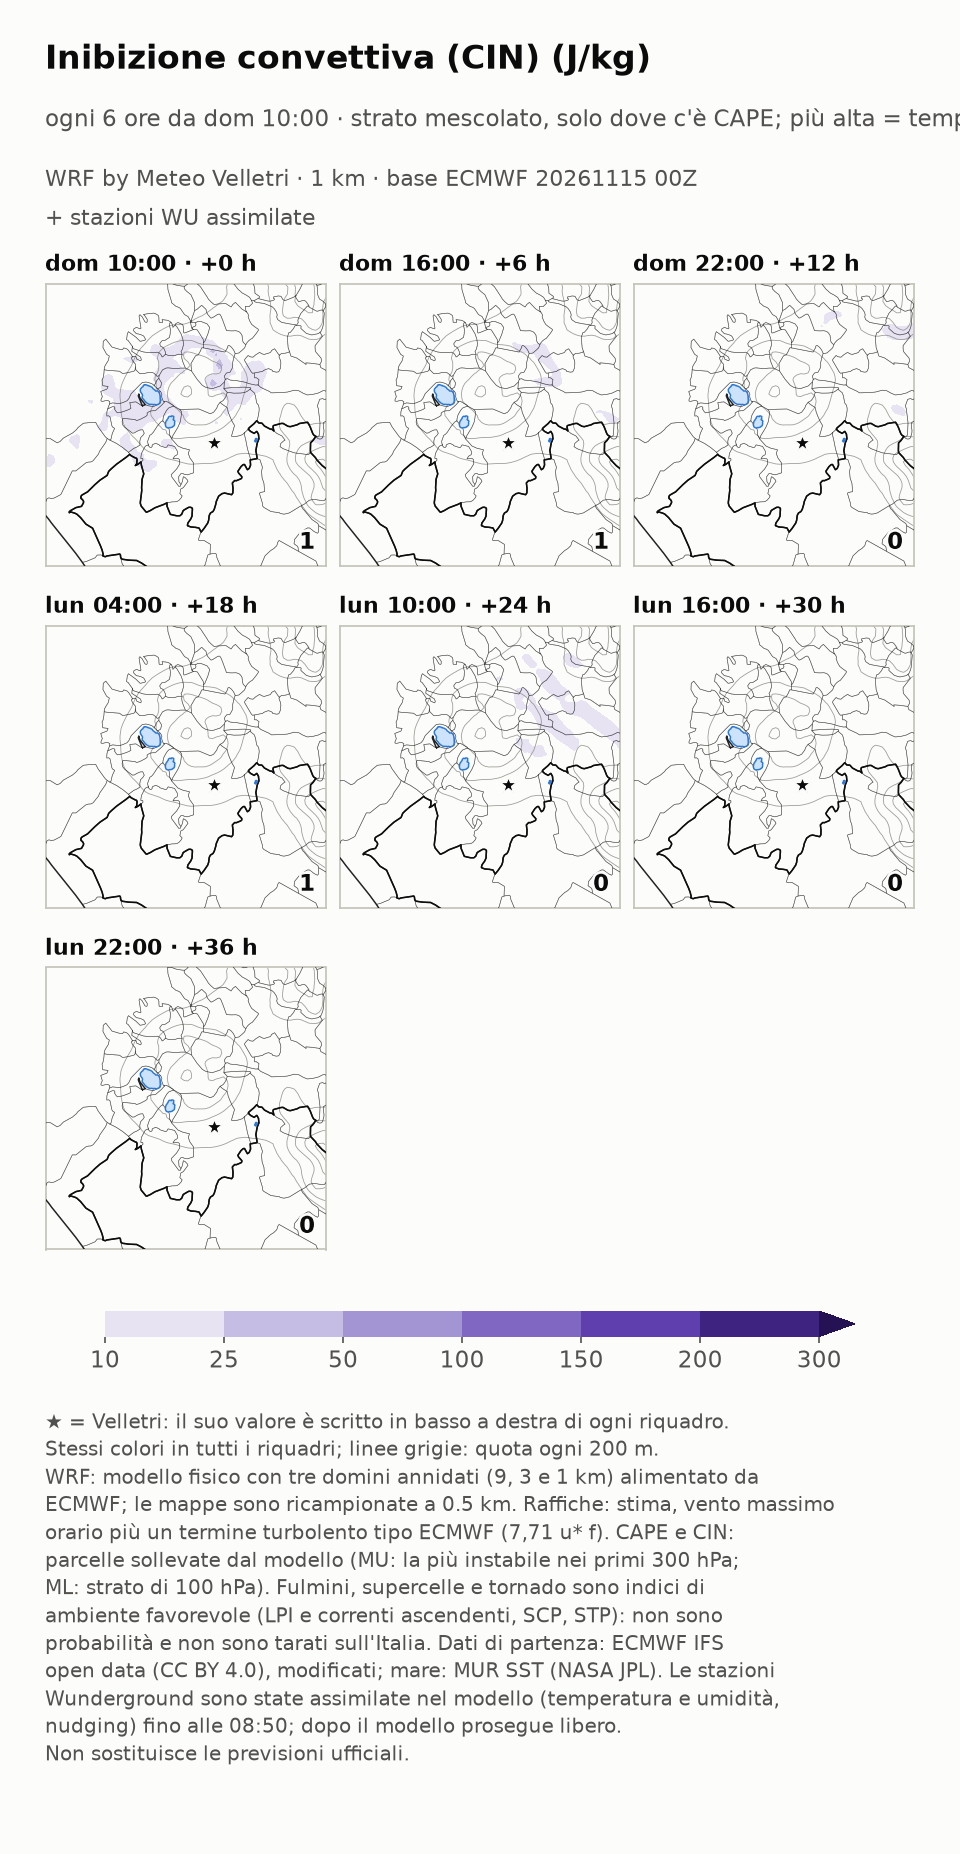 Inibizione convettiva (CIN) (J/kg)
ogni 6 ore da dom 10:00 · strato mescolato, solo dove c'è CAPE; più alta = temp
WRF by Meteo Velletri · 1 km · base ECMWF 20261115 00Z
+ stazioni WU assimilate
dom 10:00 · +0 h
dom 16:00 · +6 h
dom 22:00 · +12 h
1
1
0
lun 04:00 · +18 h
lun 10:00 · +24 h
lun 16:00 · +30 h
1
0
0
lun 22:00 · +36 h
0
10 25 50 100 150 200 300
★ = Velletri: il suo valore è scritto in basso a destra di ogni riquadro.
Stessi colori in tutti i riquadri; linee grigie: quota ogni 200 m.
WRF: modello fisico con tre domini annidati (9, 3 e 1 km) alimentato da
ECMWF; le mappe sono ricampionate a 0.5 km. Raffiche: stima, vento massimo
orario più un termine turbolento tipo ECMWF (7,71 u* f). CAPE e CIN:
parcelle sollevate dal modello (MU: la più instabile nei primi 300 hPa;
ML: strato di 100 hPa). Fulmini, supercelle e tornado sono indici di
ambiente favorevole (LPI e correnti ascendenti, SCP, STP): non sono
probabilità e non sono tarati sull'Italia. Dati di partenza: ECMWF IFS
open data (CC BY 4.0), modificati; mare: MUR SST (NASA JPL). Le stazioni
Wunderground sono state assimilate nel modello (temperatura e umidità,
nudging) fino alle 08:50; dopo il modello prosegue libero.
Non sostituisce le previsioni ufficiali.